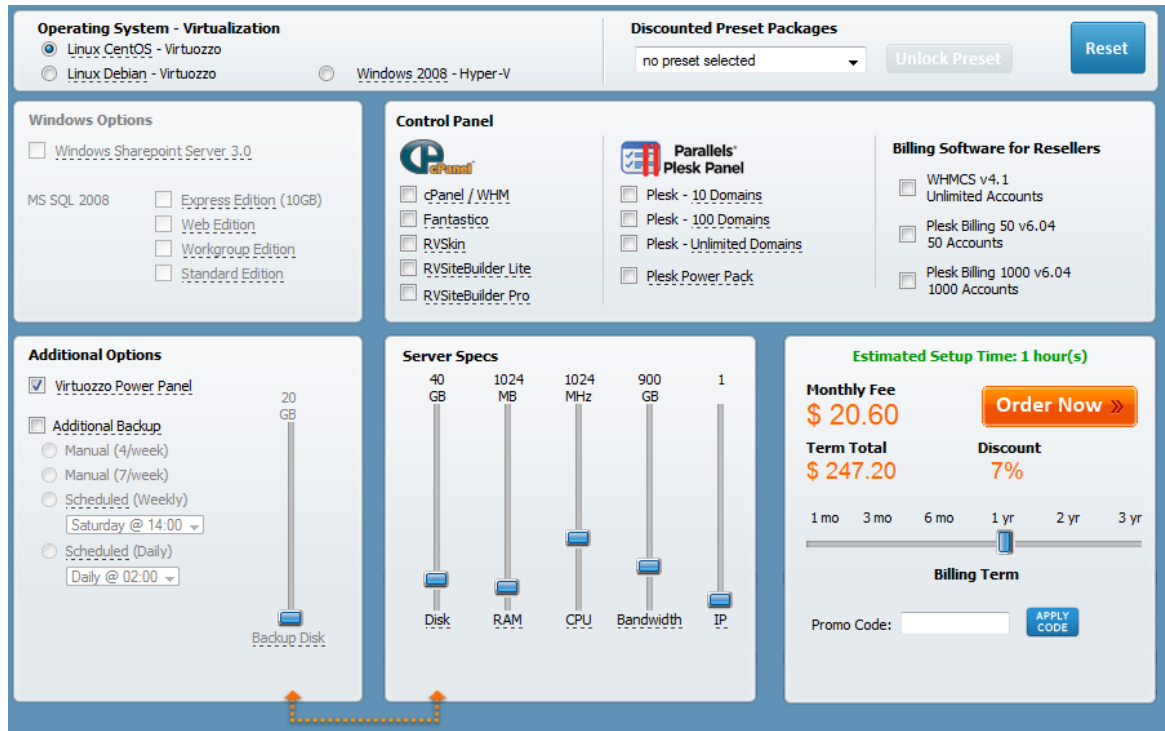 Operating System - Virtualization
Linux CentOS - Virtuozzo
Linux Debian - Virtuozzo
Windows 2008 - Hyper-V
Discounted Preset Packages
no preset selected
Unlock Preset
Reset
Windows Options
Windows Sharepoint Server 3.0
MS SQL 2008
Express Edition (10GB)
Web Edition
Workgroup Edition
Standard Edition
Control Panel
cPanel
cPanel / WHM
Fantastico
RVSkin
RVSiteBuilder Lite
RVSiteBuilder Pro
Parallels®
Plesk Panel
Plesk - 10 Domains
Plesk - 100 Domains
Plesk - Unlimited Domains
Plesk Power Pack
Billing Software for Resellers
WHMCS v4.1
Unlimited Accounts
Plesk Billing 50 v6.04
50 Accounts
Plesk Billing 1000 v6.04
1000 Accounts
Additional Options
Virtuozzo Power Panel
Additional Backup
Manual (4/week)
Manual (7/week)
Scheduled (Weekly)
Saturday @ 14:00
Scheduled (Daily)
Daily @ 02:00
20
GB
Backup Disk
Server Specs
40 1024 1024 900 1
GB MB MHz GB
Disk RAM CPU Bandwidth IP
Estimated Setup Time: 1 hour(s)
Monthly Fee
$ 20.60
Order Now »
Term Total Discount
$ 247.20 7%
1 mo 3 mo 6 mo 1 yr 2 yr 3 yr
Billing Term
Promo Code:
APPLY
CODE